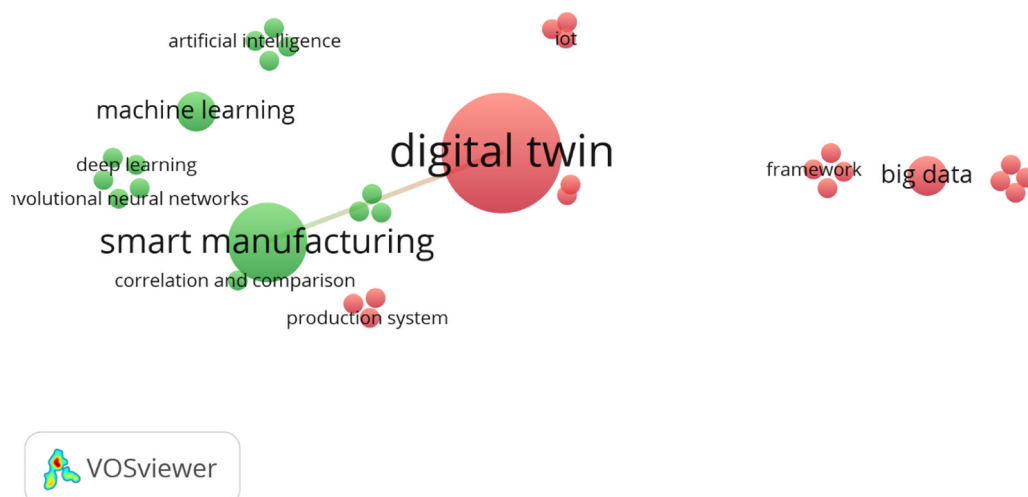 artificial intelligence
iot
machine learning
digital twin
deep learning
framework
big data
nvolutional neural networks
smart manufacturing
correlation and comparison
production system
VOSviewer